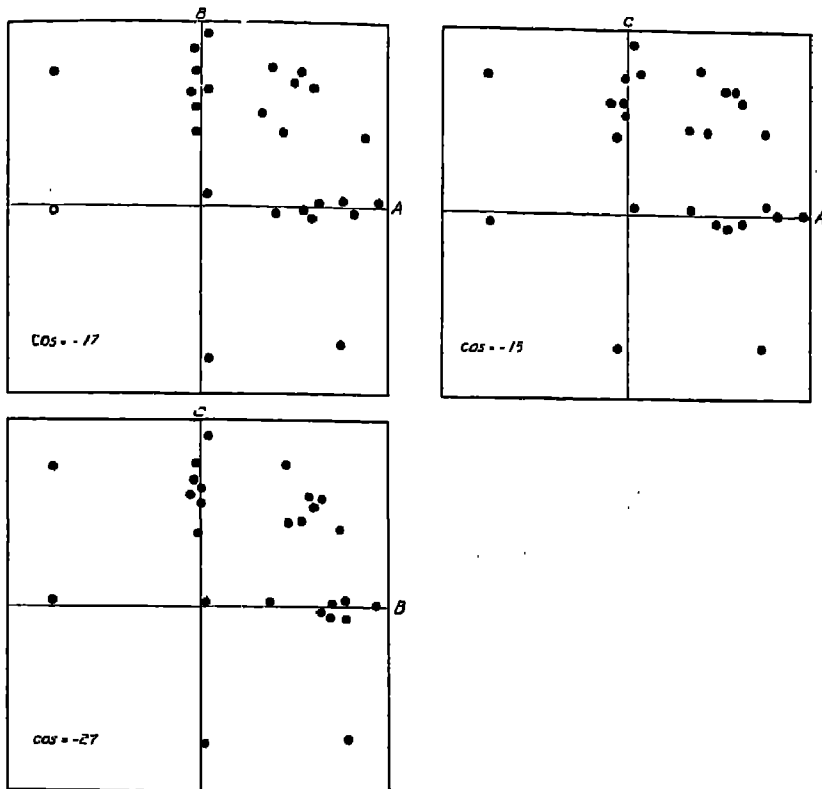 B
A
COS = -.17
C
A
COS = -.15
C
B
COS = -.27